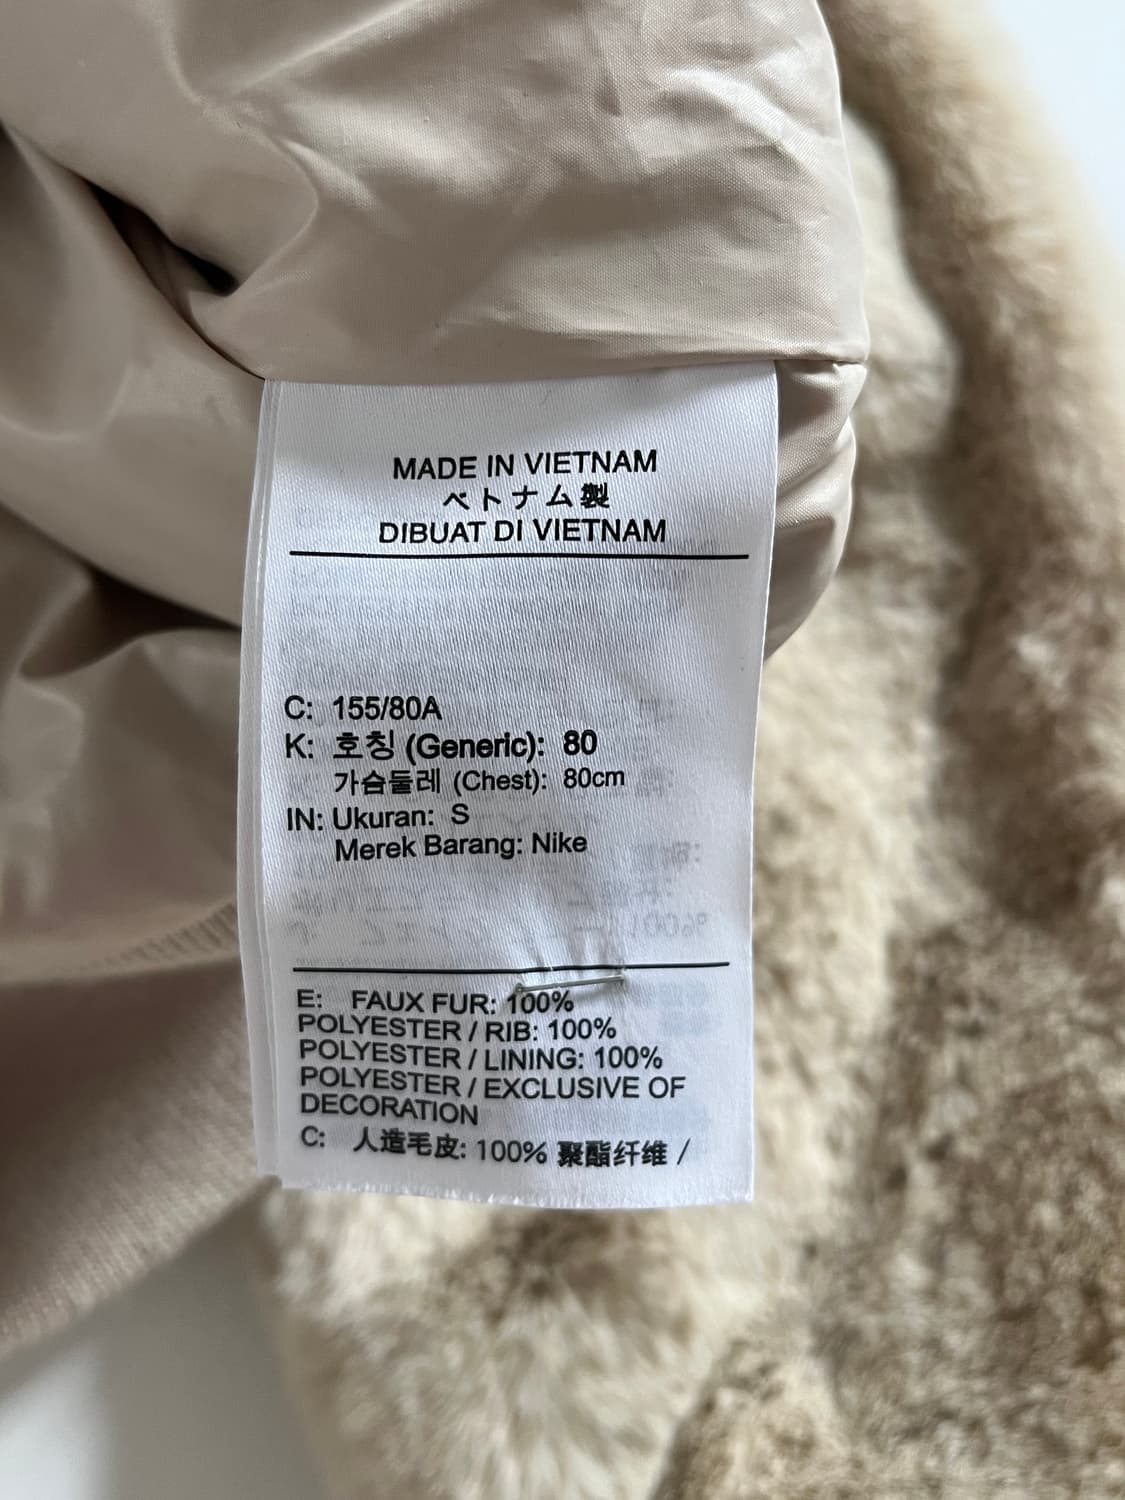 MADE IN VIETNAM
ベトナム製
DIBUAT DI VIETNAM
C: 155/80A
K: 호칭 (Generic): 80
가슴둘레 (Chest): 80cm
IN: Ukuran: S
Merek Barang: Nike
E: FAUX FUR: 100%
POLYESTER / RIB: 100%
POLYESTER / LINING: 100%
POLYESTER / EXCLUSIVE OF
DECORATION
C: 人造毛皮: 100% 聚酯纤维 /